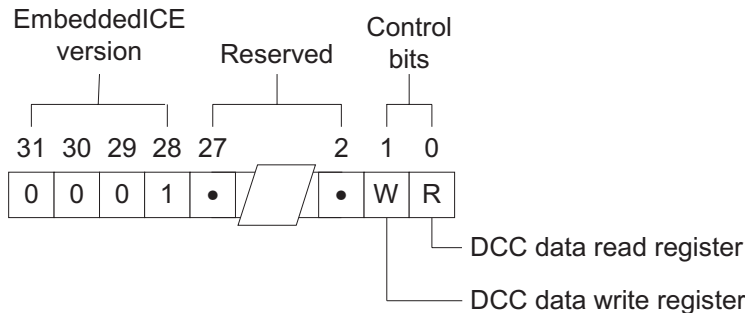 EmbeddedICE
version
Reserved
Control
bits
31 30 29 28 27 2 1 0
0 0 0 1 • • W R
DCC data read register
DCC data write register